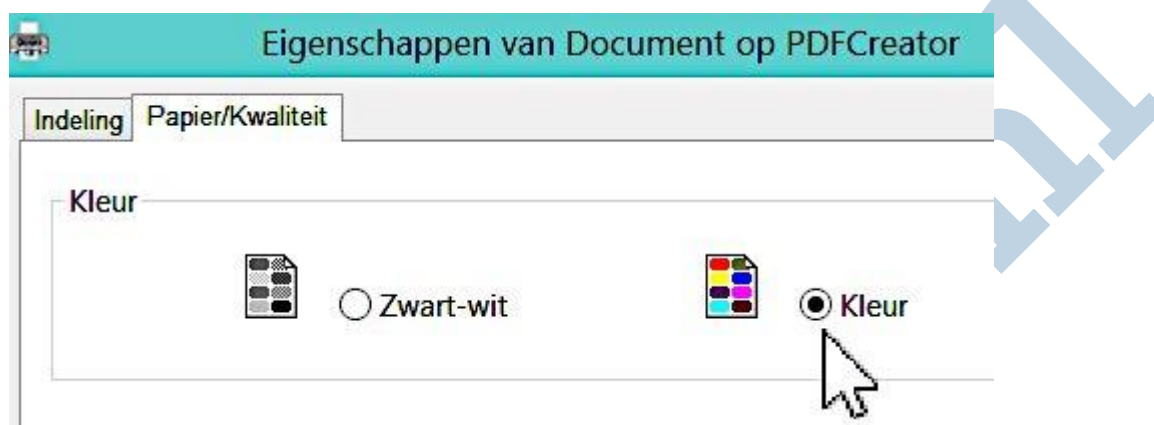 Eigenschappen van Document op PDFCreator
Indeling Papier/Kwaliteit
Kleur
Zwart-wit Kleur